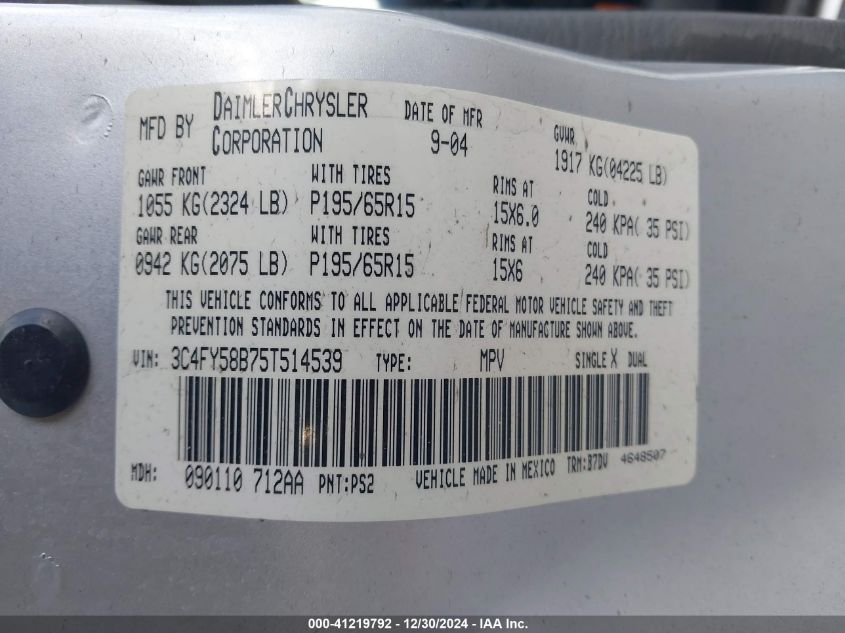 MFD BY DAIMLERCHRYSLER CORPORATION DATE OF MFR 9-04 GVWR 1917 KG(04225 LB)
GAWR FRONT WITH TIRES RIMS AT COLD
1055 KG(2324 LB) P195/65R15 15X6.0 240 KPA( 35 PSI)
GAWR REAR WITH TIRES RIMS AT COLD
0942 KG(2075 LB) P195/65R15 15X6 240 KPA( 35 PSI)
THIS VEHICLE CONFORMS TO ALL APPLICABLE FEDERAL MOTOR VEHICLE SAFETY AND THEFT
PREVENTION STANDARDS IN EFFECT ON THE DATE OF MANUFACTURE SHOWN ABOVE.
VIN: 3C4FY58B75T514539 TYPE: MPV SINGLE X DUAL
MDH: 090110 712AA PNT:PS2 VEHICLE MADE IN MEXICO TRM:B7DV 4648507
000-41219792 - 12/30/2024 - IAA Inc.